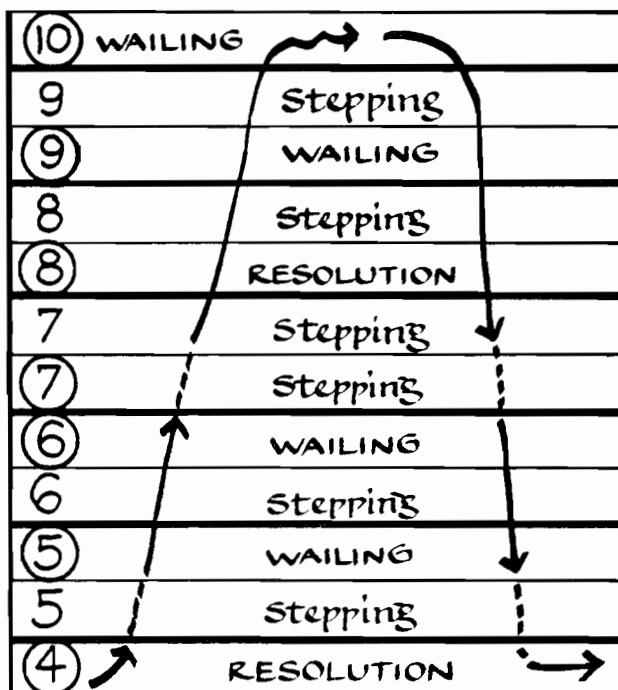 10 WAILING
9 Stepping
9 WAILING
8 Stepping
8 RESOLUTION
7 Stepping
7 Stepping
6 WAILING
6 Stepping
5 WAILING
5 Stepping
4 RESOLUTION